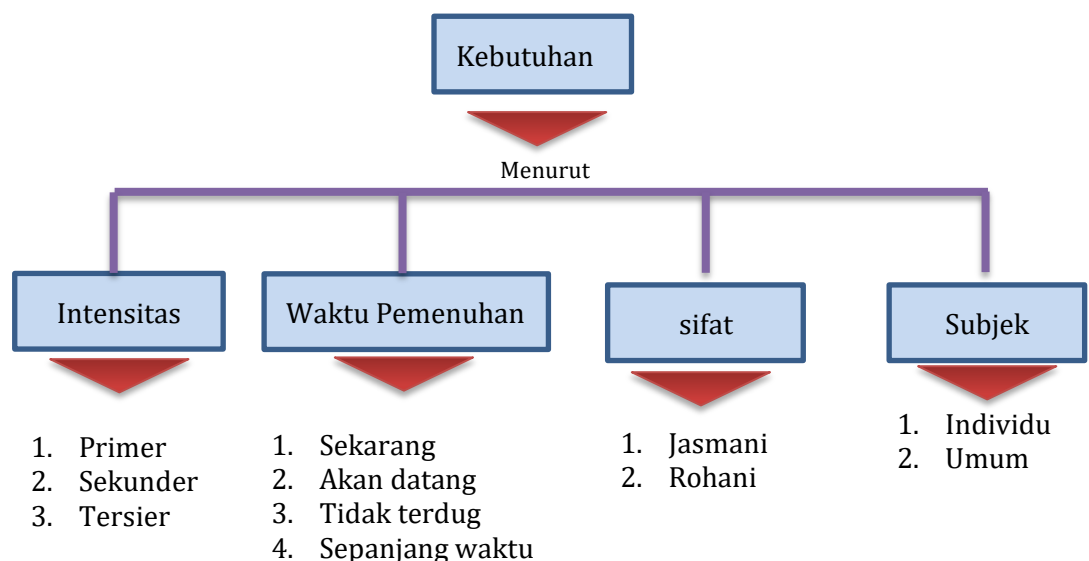 Kebutuhan
Menurut
Intensitas
1. Primer
2. Sekunder
3. Tersier
Waktu Pemenuhan
1. Sekarang
2. Akan datang
3. Tidak terdug
4. Sepanjang waktu
sifat
1. Jasmani
2. Rohani
Subjek
1. Individu
2. Umum